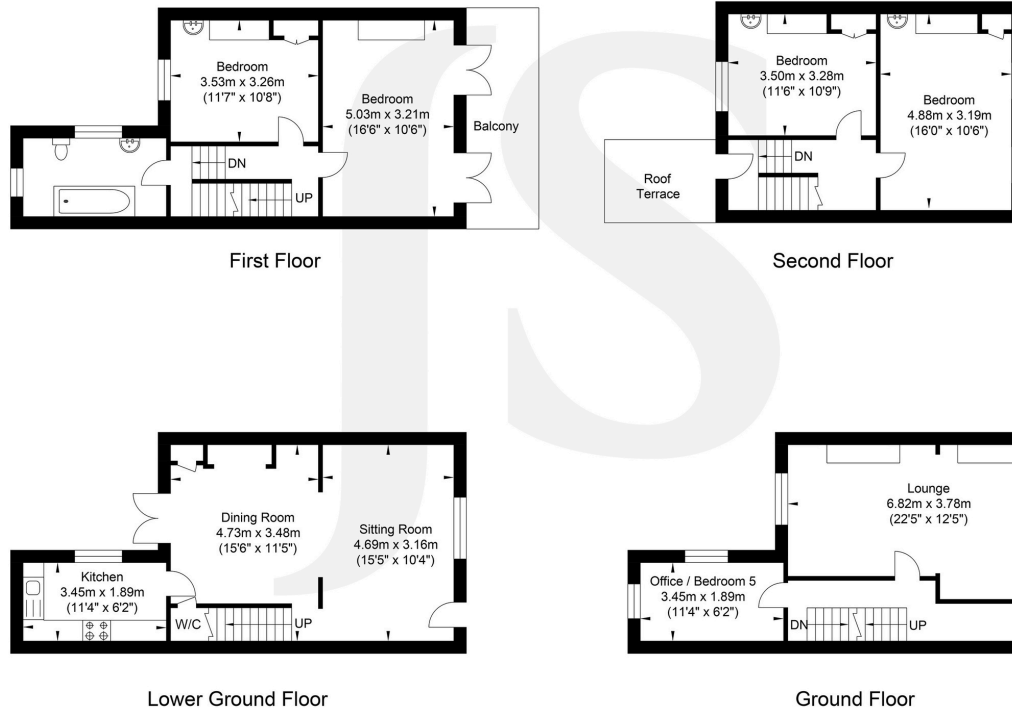 Bedroom
3.53m x 3.26m
(11'7" x 10'8")
Bedroom
5.03m x 3.21m
(16'6" x 10'6")
Balcony
DN
UP
First Floor
Bedroom
3.50m x 3.28m
(11'6" x 10'9")
Bedroom
4.88m x 3.19m
(16'0" x 10'6")
DN
Roof
Terrace
Second Floor
Dining Room
4.73m x 3.48m
(15'6" x 11'5")
Sitting Room
4.69m x 3.16m
(15'5" x 10'4")
Kitchen
3.45m x 1.89m
(11'4" x 6'2")
W/C
UP
Lower Ground Floor
Lounge
6.82m x 3.78m
(22'5" x 12'5")
Office / Bedroom 5
3.45m x 1.89m
(11'4" x 6'2")
DN
UP
Ground Floor
JS